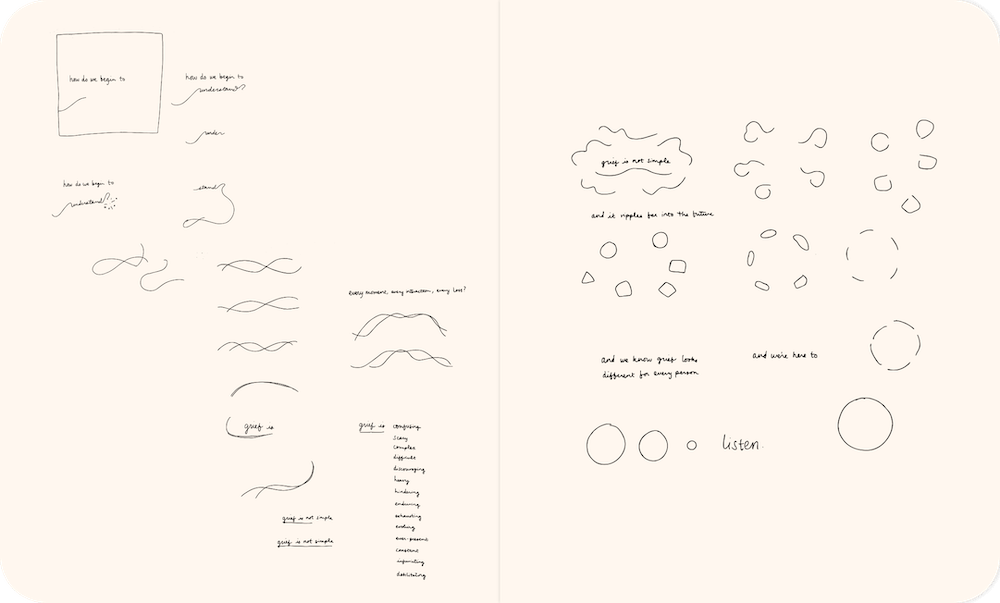 how do we begin to
how do we begin to
understand?
under
how do we begin to
understand?
stand
every moment, every interaction, every loss?
grief is
grief is
confusing
scary
complex
difficult
discouraging
heavy
hindering
enduring
exhausting
evolving
ever-present
constant
debilitating
grief is not simple
grief is not simple
grief is not simple
and it ripples far into the future
and we know grief looks
different for every person
and we're here to
listen.